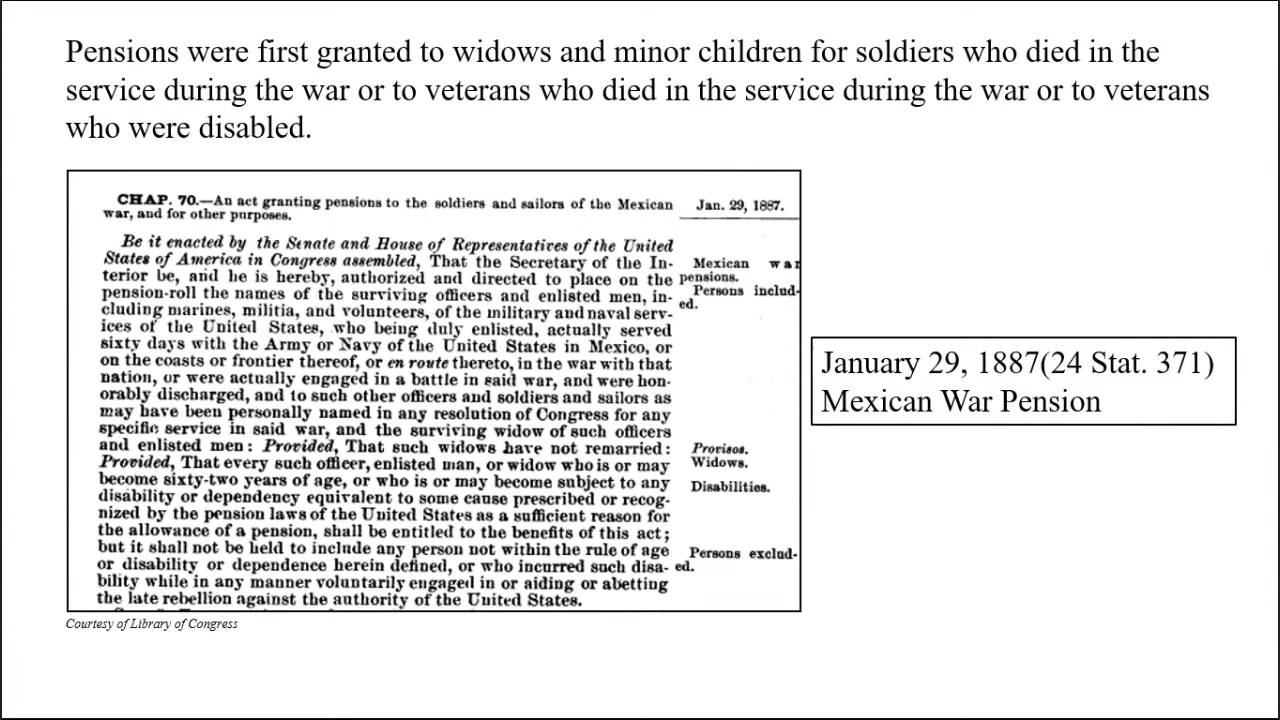 Pensions were first granted to widows and minor children for soldiers who died in the
service during the war or to veterans who died in the service during the war or to veterans
who were disabled.
CHAP. 70.—An act granting pensions to the soldiers and sailors of the Mexican
war, and for other purposes.
Jan. 29, 1887.
Be it enacted by the Senate and House of Representatives of the United
States of America in Congress assembled, That the Secretary of the In-
terior be, and he is hereby, authorized and directed to place on the
pension-roll the names of the surviving officers and enlisted men, in-
cluding marines, militia, and volunteers, of the military and naval serv-
ices of the United States, who being duly enlisted, actually served
sixty days with the Army or Navy of the United States in Mexico, or
on the coasts or frontier thereof, or en route thereto, in the war with that
nation, or were actually engaged in a battle in said war, and were hon-
orably discharged, and to such other officers and soldiers and sailors as
may have been personally named in any resolution of Congress for any
specific service in said war, and the surviving widow of such officers
and enlisted men: Provided, That such widows have not remarried:
Provided, That every such officer, enlisted man, or widow who is or may
become sixty-two years of age, or who is or may become subject to any
disability or dependency equivalent to some cause prescribed or recog-
nized by the pension laws of the United States as a sufficient reason for
the allowance of a pension, shall be entitled to the benefits of this act;
but it shall not be held to include any person not within the rule of age
or disability or dependence herein defined, or who incurred such disa-
bility while in any manner voluntarily engaged in or aiding or abetting
the late rebellion against the authority of the United States.
Mexican war
pensions.
Persons includ-
ed.
Provisos.
Widows.
Disabilities.
Persons exclud-
ed.
January 29, 1887(24 Stat. 371)
Mexican War Pension
Courtesy of Library of Congress